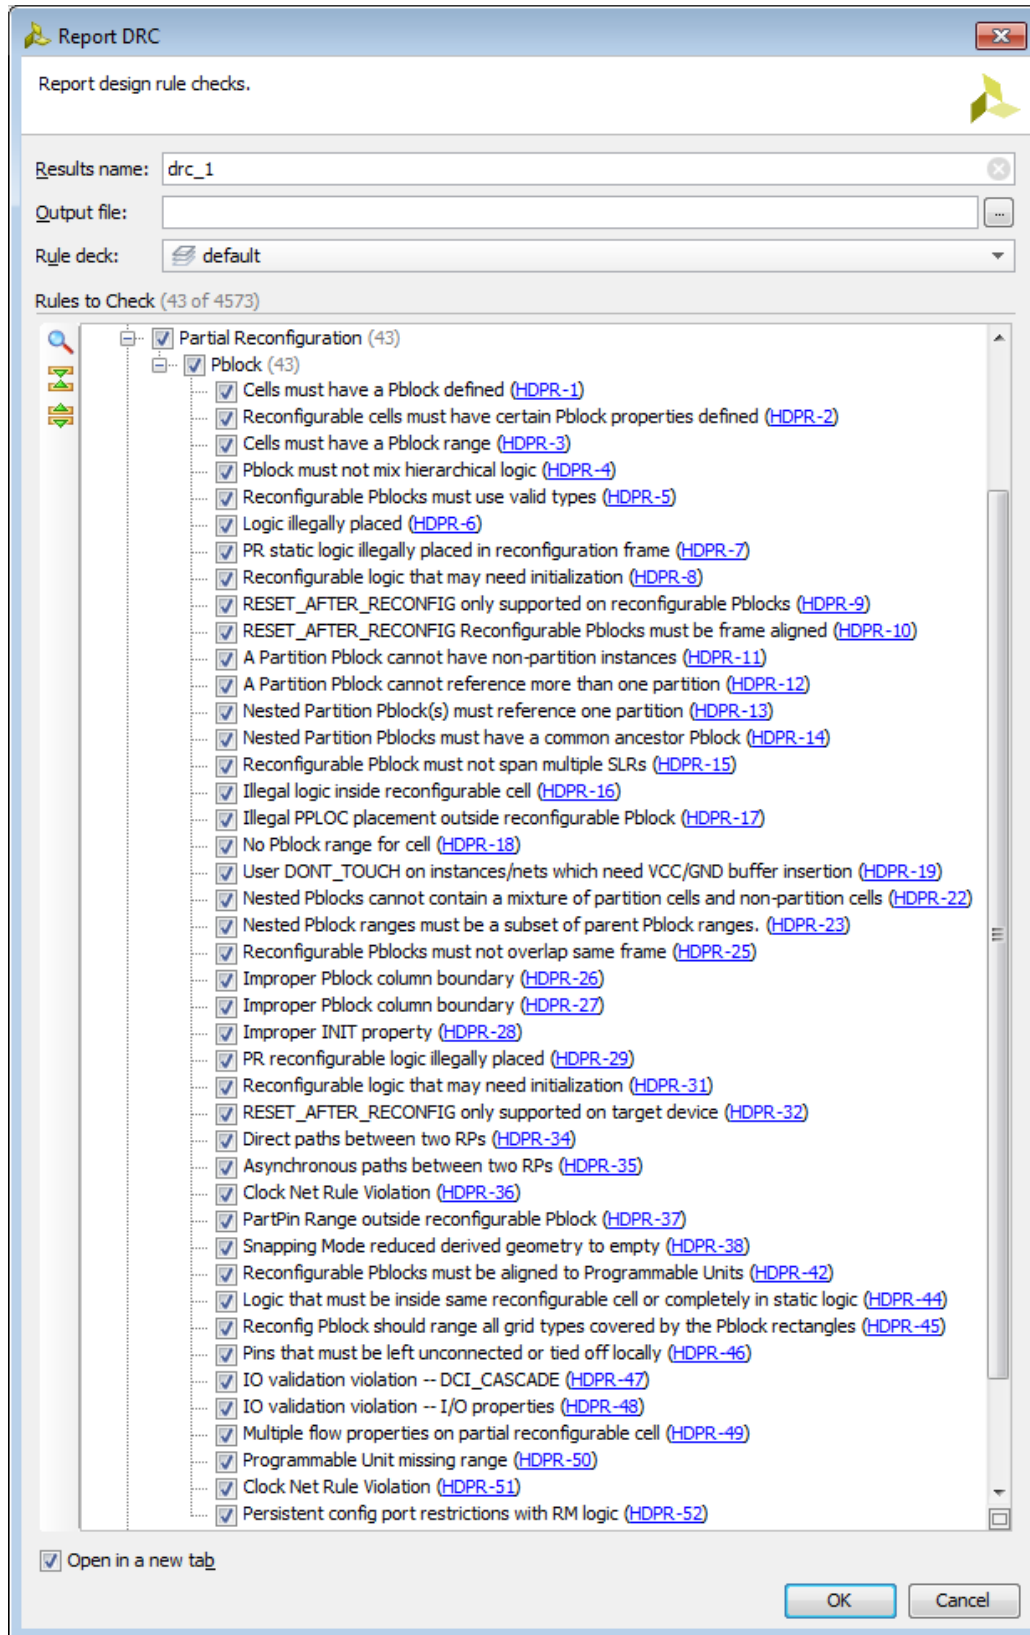 Report DRC
Report design rule checks.
Results name: drc_1
Output file:
...
Rule deck: default
Rules to Check (43 of 4573)
Partial Reconfiguration (43)
Pblock (43)
Cells must have a Pblock defined (HDPR-1)
Reconfigurable cells must have certain Pblock properties defined (HDPR-2)
Cells must have a Pblock range (HDPR-3)
Pblock must not mix hierarchical logic (HDPR-4)
Reconfigurable Pblocks must use valid types (HDPR-5)
Logic illegally placed (HDPR-6)
PR static logic illegally placed in reconfiguration frame (HDPR-7)
Reconfigurable logic that may need initialization (HDPR-8)
RESET_AFTER_RECONFIG only supported on reconfigurable Pblocks (HDPR-9)
RESET_AFTER_RECONFIG Reconfigurable Pblocks must be frame aligned (HDPR-10)
A Partition Pblock cannot have non-partition instances (HDPR-11)
A Partition Pblock cannot reference more than one partition (HDPR-12)
Nested Partition Pblock(s) must reference one partition (HDPR-13)
Nested Partition Pblocks must have a common ancestor Pblock (HDPR-14)
Reconfigurable Pblock must not span multiple SLRs (HDPR-15)
Illegal logic inside reconfigurable cell (HDPR-16)
Illegal PPLOC placement outside reconfigurable Pblock (HDPR-17)
No Pblock range for cell (HDPR-18)
User DONT_TOUCH on instances/nets which need VCC/GND buffer insertion (HDPR-19)
Nested Pblocks cannot contain a mixture of partition cells and non-partition cells (HDPR-22)
Nested Pblock ranges must be a subset of parent Pblock ranges. (HDPR-23)
Reconfigurable Pblocks must not overlap same frame (HDPR-25)
Improper Pblock column boundary (HDPR-26)
Improper Pblock column boundary (HDPR-27)
Improper INIT property (HDPR-28)
PR reconfigurable logic illegally placed (HDPR-29)
Reconfigurable logic that may need initialization (HDPR-31)
RESET_AFTER_RECONFIG only supported on target device (HDPR-32)
Direct paths between two RPs (HDPR-34)
Asynchronous paths between two RPs (HDPR-35)
Clock Net Rule Violation (HDPR-36)
PartPin Range outside reconfigurable Pblock (HDPR-37)
Snapping Mode reduced derived geometry to empty (HDPR-38)
Reconfigurable Pblocks must be aligned to Programmable Units (HDPR-42)
Logic that must be inside same reconfigurable cell or completely in static logic (HDPR-44)
Reconfig Pblock should range all grid types covered by the Pblock rectangles (HDPR-45)
Pins that must be left unconnected or tied off locally (HDPR-46)
IO validation violation -- DCI_CASCADE (HDPR-47)
IO validation violation -- I/O properties (HDPR-48)
Multiple flow properties on partial reconfigurable cell (HDPR-49)
Programmable Unit missing range (HDPR-50)
Clock Net Rule Violation (HDPR-51)
Persistent config port restrictions with RM logic (HDPR-52)
Open in a new tab
OK Cancel